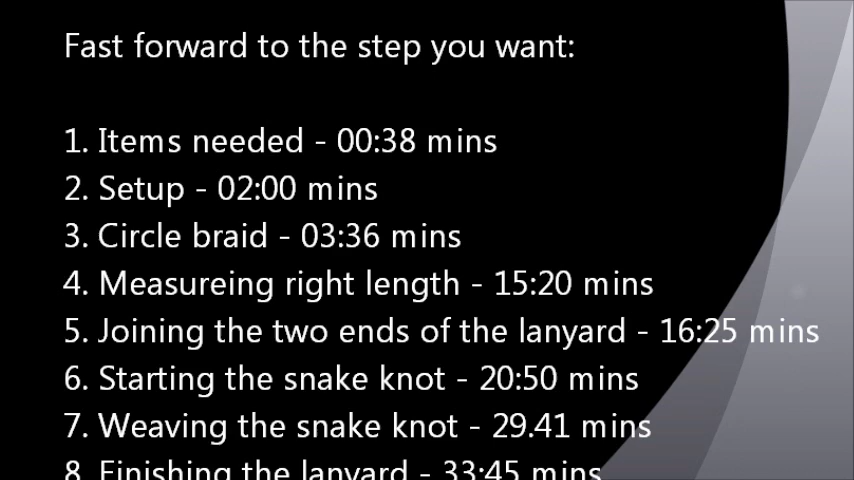 Fast forward to the step you want:
1. Items needed - 00:38 mins
2. Setup - 02:00 mins
3. Circle braid - 03:36 mins
4. Measureing right length - 15:20 mins
5. Joining the two ends of the lanyard - 16:25 mins
6. Starting the snake knot - 20:50 mins
7. Weaving the snake knot - 29.41 mins
8. Finishing the lanyard - 33:45 mins